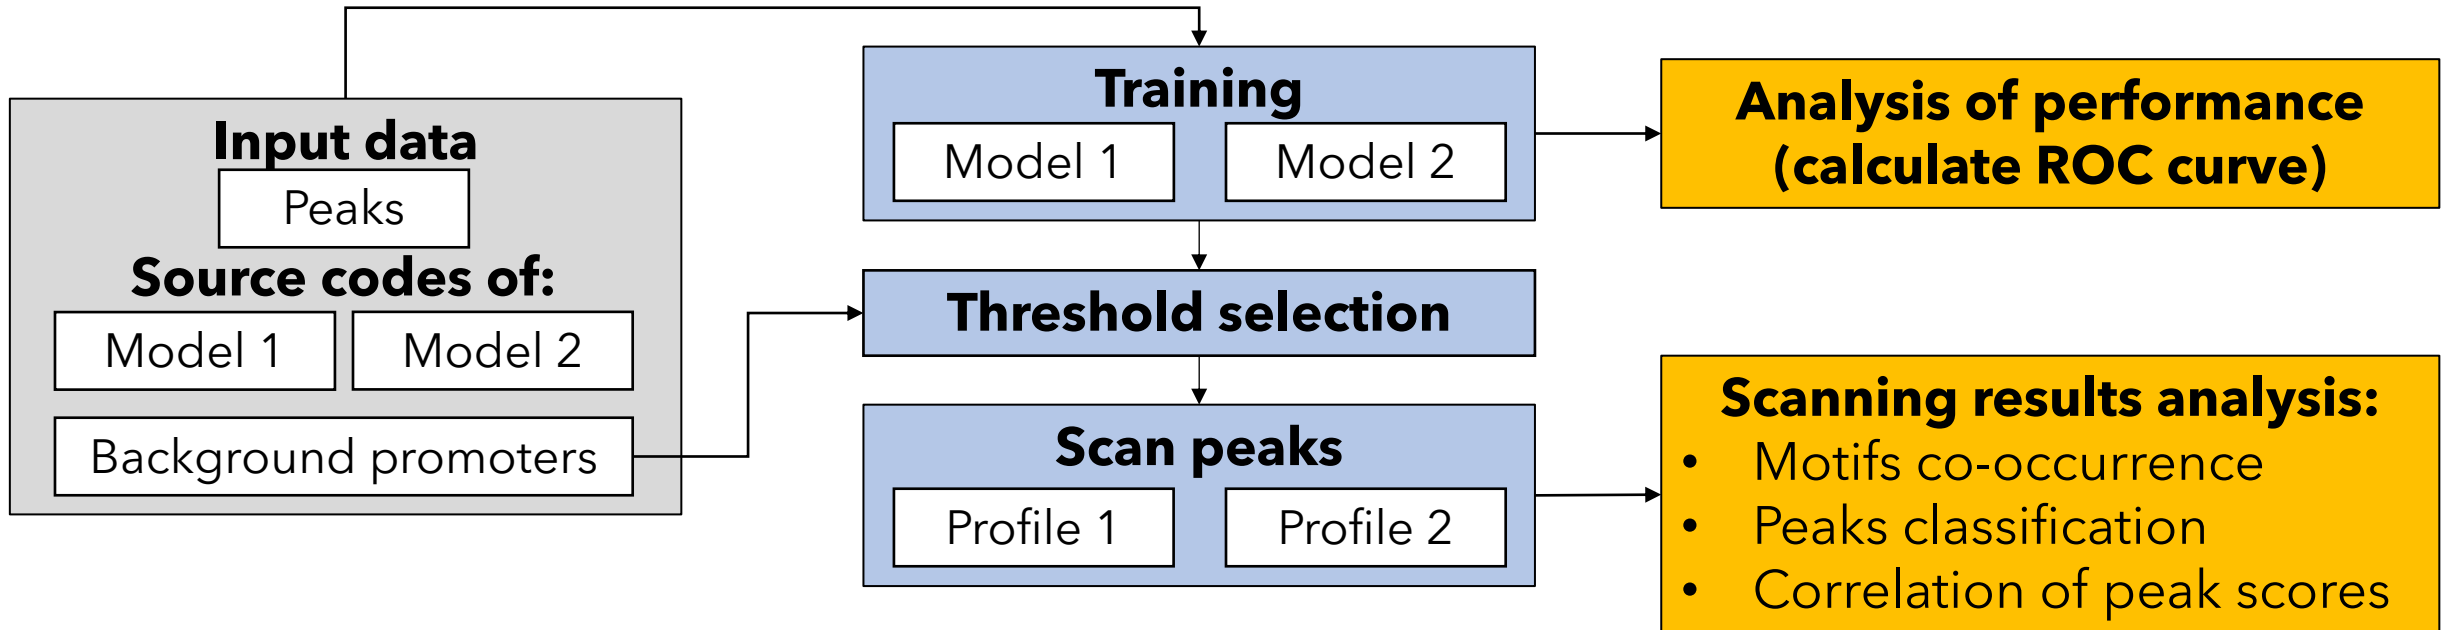 Input data
Peaks
Source codes of:
Model 1
Model 2
Background promoters
Training
Model 1
Model 2
Threshold selection
Scan peaks
Profile 1
Profile 2
Analysis of performance
(calculate ROC curve)
Scanning results analysis:
• Motifs co-occurrence
• Peaks classification
• Correlation of peak scores